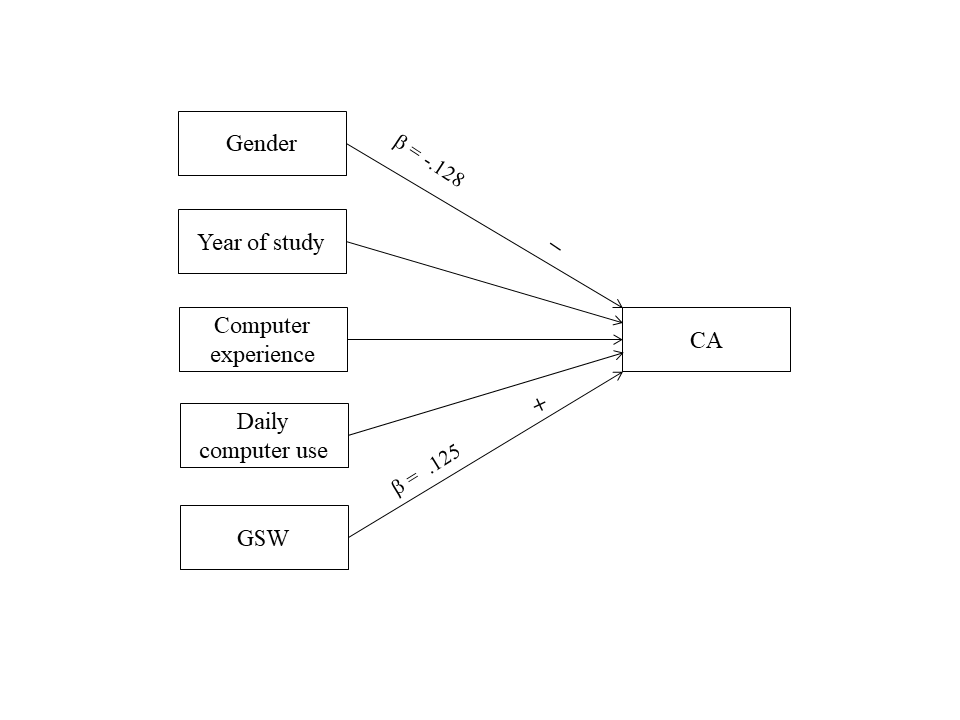 Gender
β = -.128
–
Year of study
Computer
experience
CA
Daily
computer use
+
β = .125
GSW